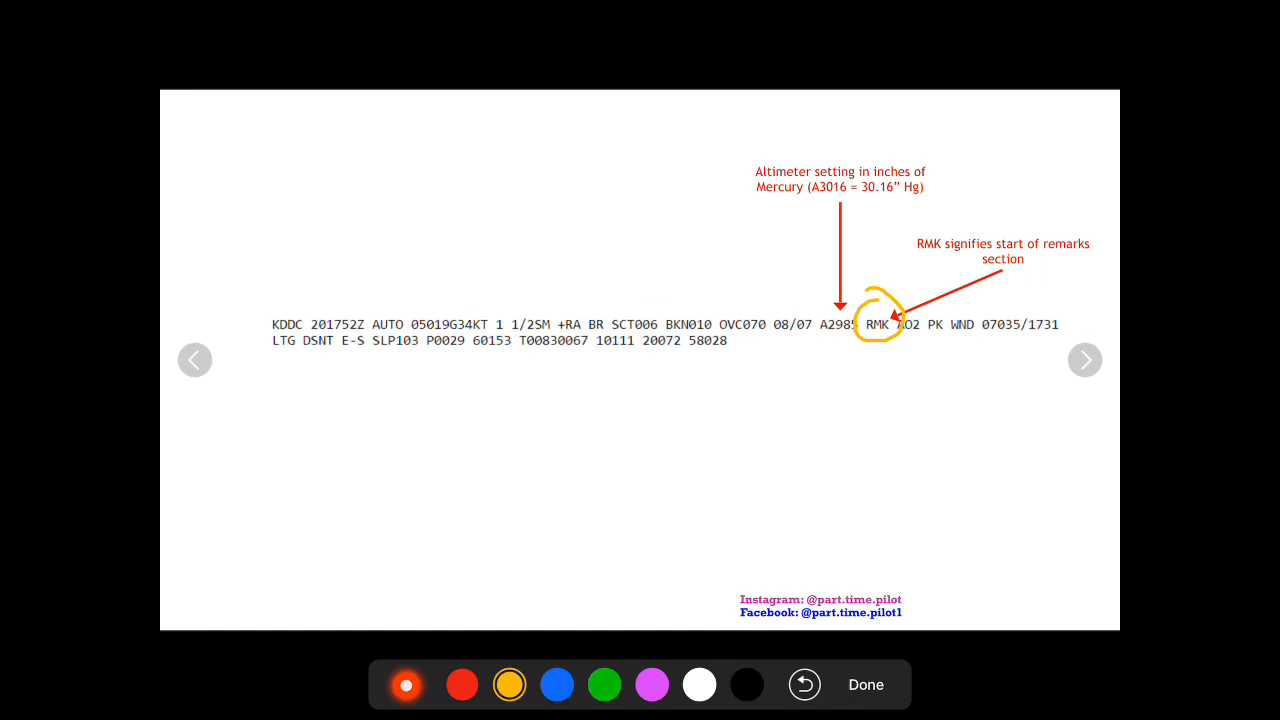 Altimeter setting in inches of
Mercury (A3016 = 30.16” Hg)
RMK signifies start of remarks
section
KDDC 201752Z AUTO 05019G34KT 1 1/2SM +RA BR SCT006 BKN010 OVC070 08/07 A2985 RMK AO2 PK WND 07035/1731
LTG DSNT E-S SLP103 P0029 60153 T00830067 10111 20072 58028
Instagram: @part.time.pilot
Facebook: @part.time.pilot1
Done